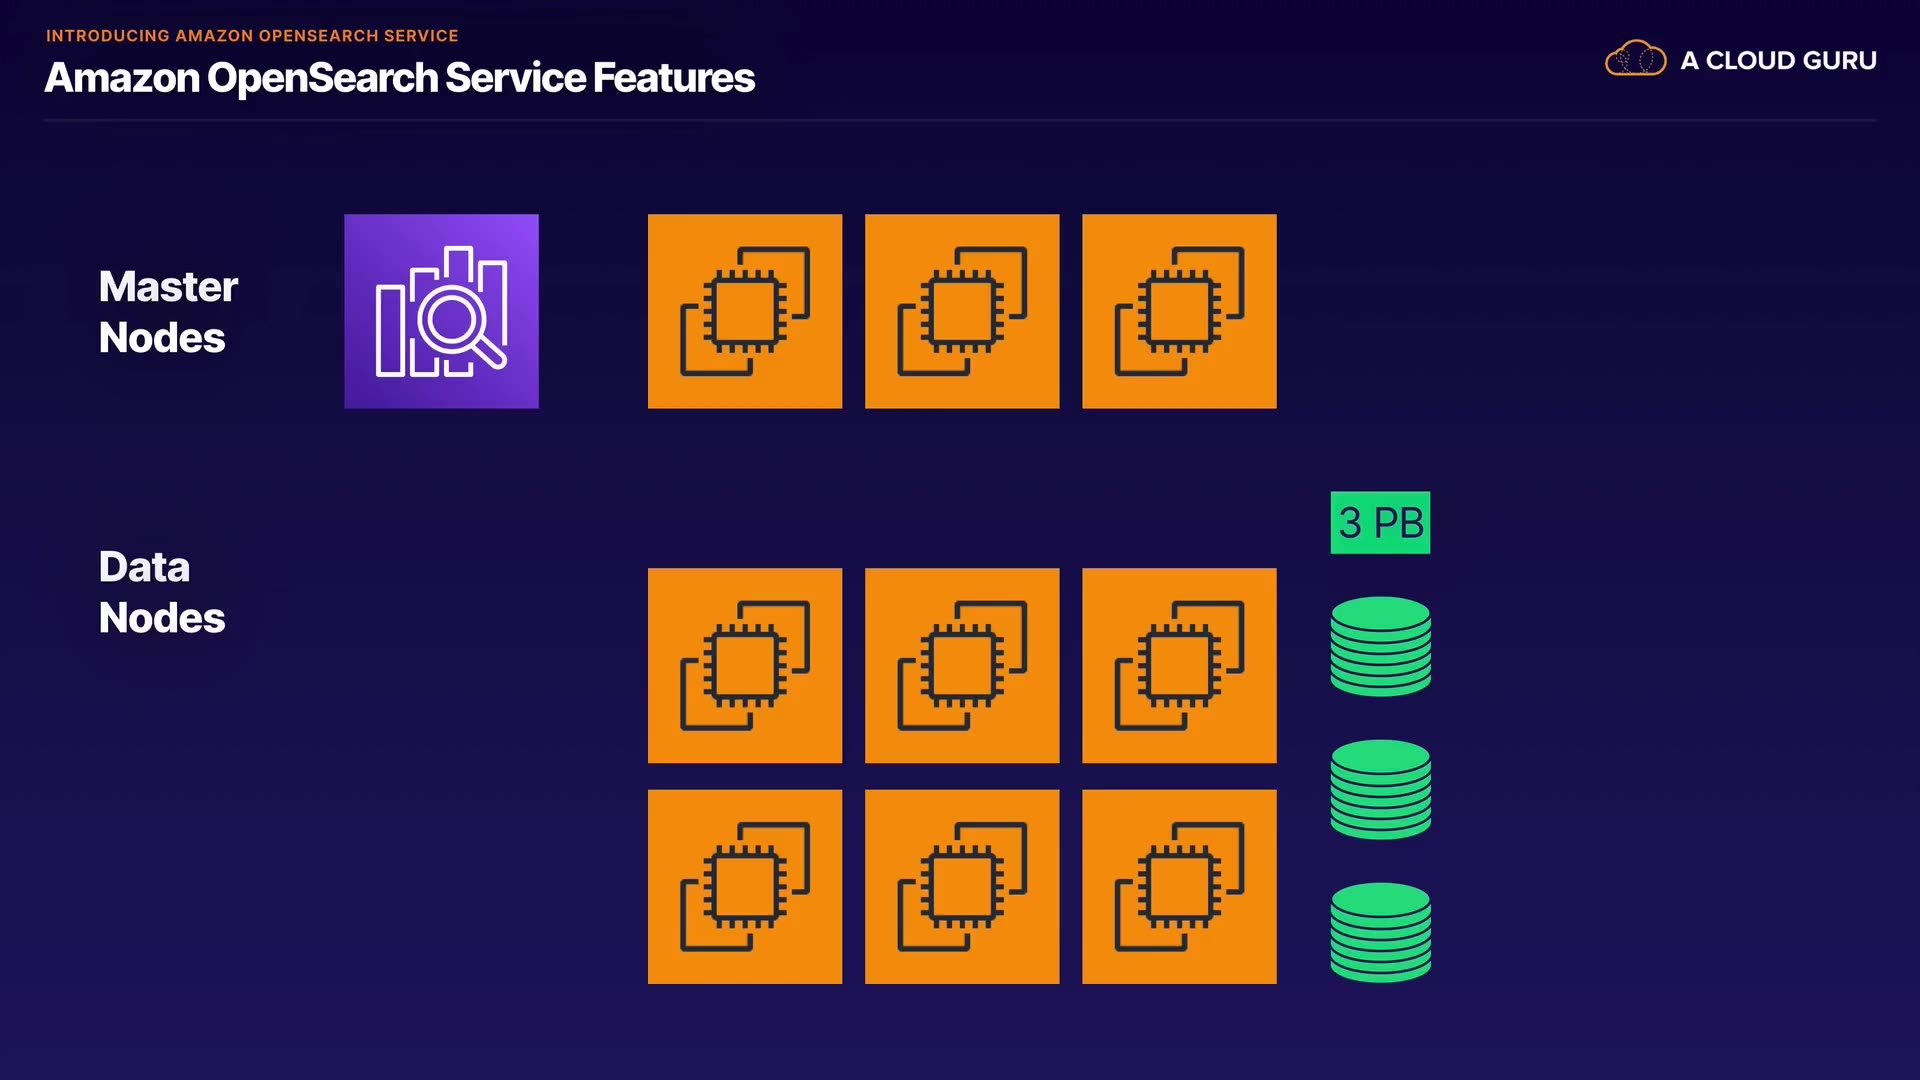 INTRODUCING AMAZON OPENSEARCH SERVICE
Amazon OpenSearch Service Features
A CLOUD GURU
Master
Nodes
3 PB
Data
Nodes